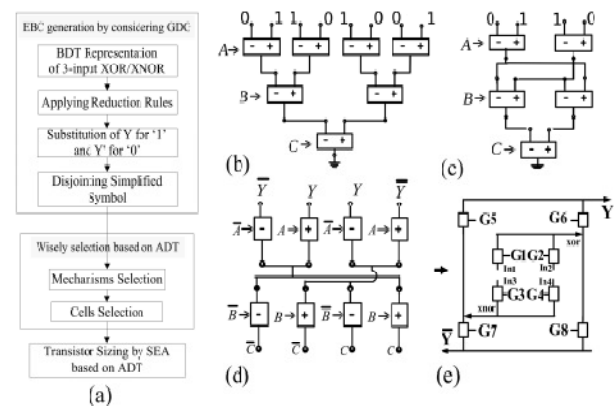 EBC generation by considering GDC
BDT Representation
of 3-input XOR/XNOR
Applying Reduction Rules
Substitution of Y for '1'
and Y' for '0'
Disjoining Simplified
Symbol
Wisely selection based on ADT
Mechanisms Selection
Cells Selection
Transistor Sizing by SEA
based on ADT
(a)
0 1 1 0 1 0 0 1
A - + - + - + - +
B - + - +
C - +
(b)
0 1 1 0
A - + - +
B - + - +
C - +
(c)
Y̅ Y Y Y̅
A̅ - A + A̅ - A +
B̅ - B + B̅ - B +
C̅ C̅ C C
(d)
Y
G5 G6
xor
G1 G2
In1 In2
In3 In4
G3 G4
xnor
G7 G8
Y̅
(e)